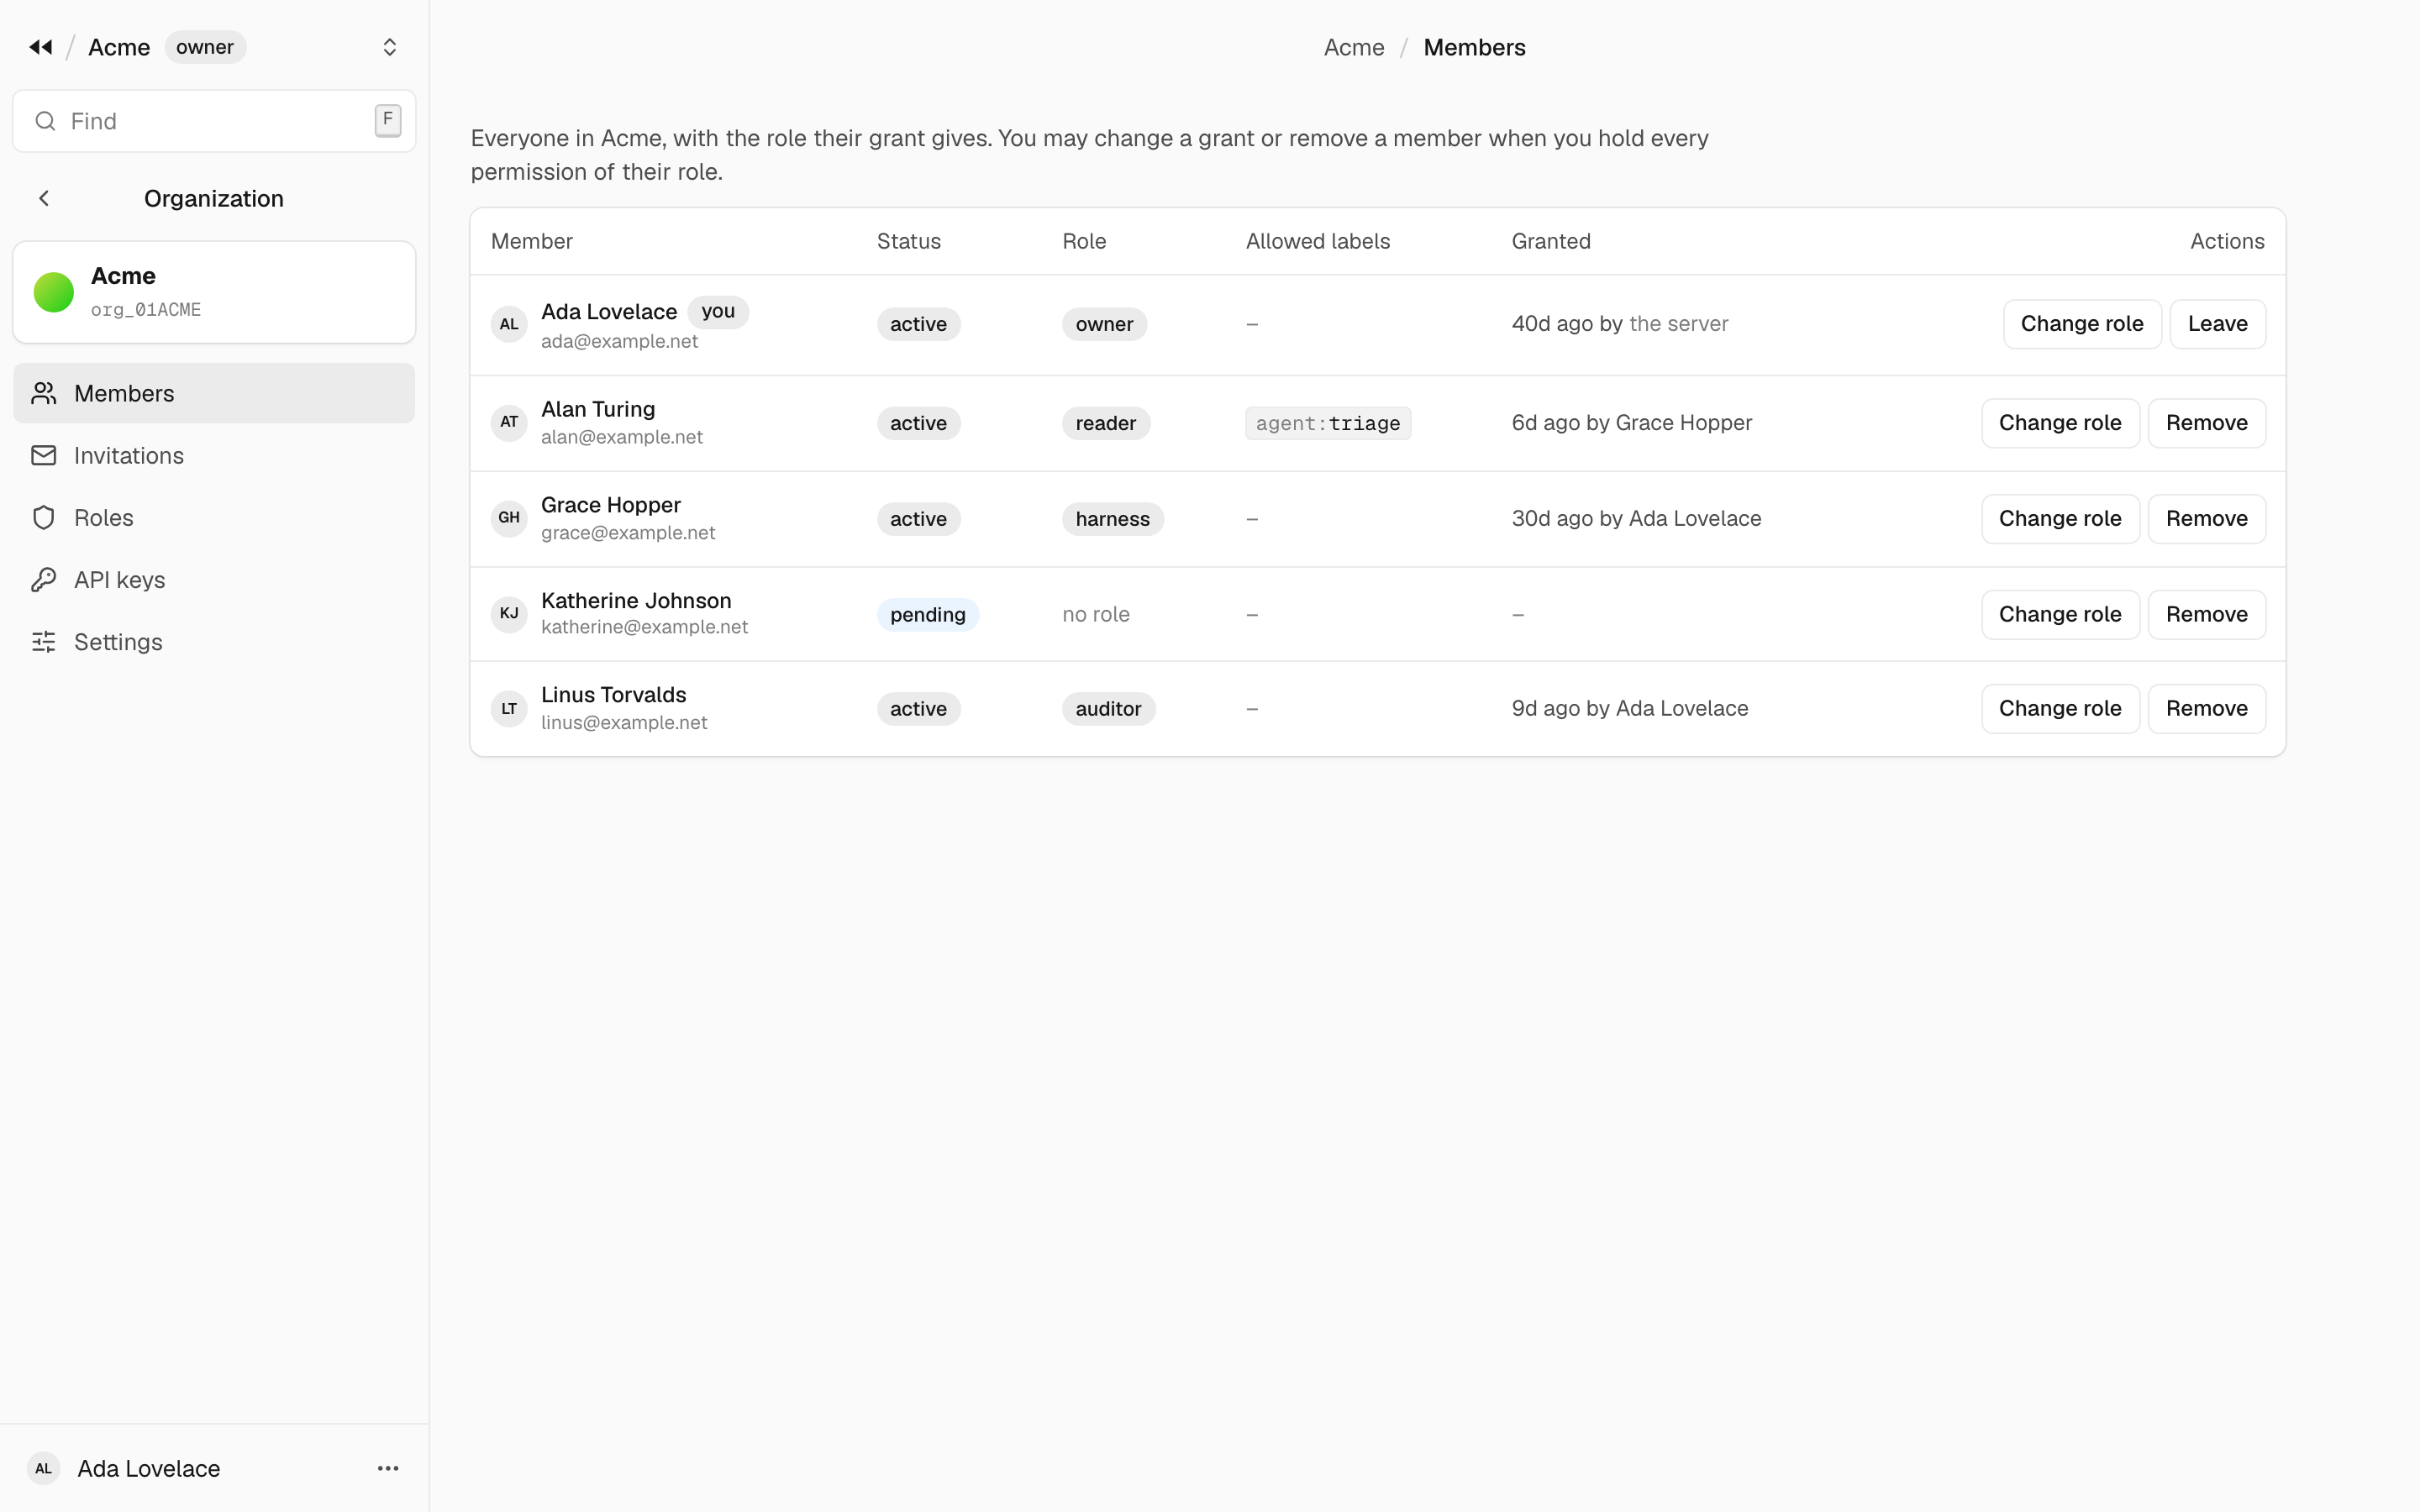 / Acme owner
Find F
Organization
Acme
org_01ACME
Members
Invitations
Roles
API keys
Settings
AL Ada Lovelace
Acme / Members
Everyone in Acme, with the role their grant gives. You may change a grant or remove a member when you hold every
permission of their role.
Member Status Role Allowed labels Granted Actions
AL Ada Lovelace you active owner – 40d ago by the server Change role Leave
ada@example.net
AT Alan Turing active reader agent:triage 6d ago by Grace Hopper Change role Remove
alan@example.net
GH Grace Hopper active harness – 30d ago by Ada Lovelace Change role Remove
grace@example.net
KJ Katherine Johnson pending no role – – Change role Remove
katherine@example.net
LT Linus Torvalds active auditor – 9d ago by Ada Lovelace Change role Remove
linus@example.net